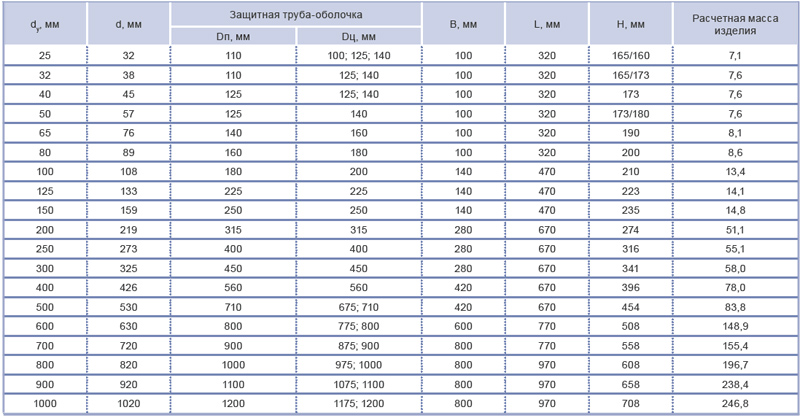 dу, мм d, мм Защитная труба-оболочка B, мм L, мм H, мм Расчетная масса изделия
Dп, мм Dц, мм
25 32 110 100; 125; 140 100 320 165/160 7,1
32 38 110 125; 140 100 320 165/173 7,6
40 45 125 125; 140 100 320 173 7,6
50 57 125 140 100 320 173/180 7,6
65 76 140 160 100 320 190 8,1
80 89 160 180 100 320 200 8,6
100 108 180 200 140 470 210 13,4
125 133 225 225 140 470 223 14,1
150 159 250 250 140 470 235 14,8
200 219 315 315 280 670 274 51,1
250 273 400 400 280 670 316 55,1
300 325 450 450 280 670 341 58,0
400 426 560 560 420 670 396 78,0
500 530 710 675; 710 420 670 454 83,8
600 630 800 775; 800 600 770 508 148,9
700 720 900 875; 900 800 770 558 155,4
800 820 1000 975; 1000 800 970 608 196,7
900 920 1100 1075; 1100 800 970 658 238,4
1000 1020 1200 1175; 1200 800 970 708 246,8